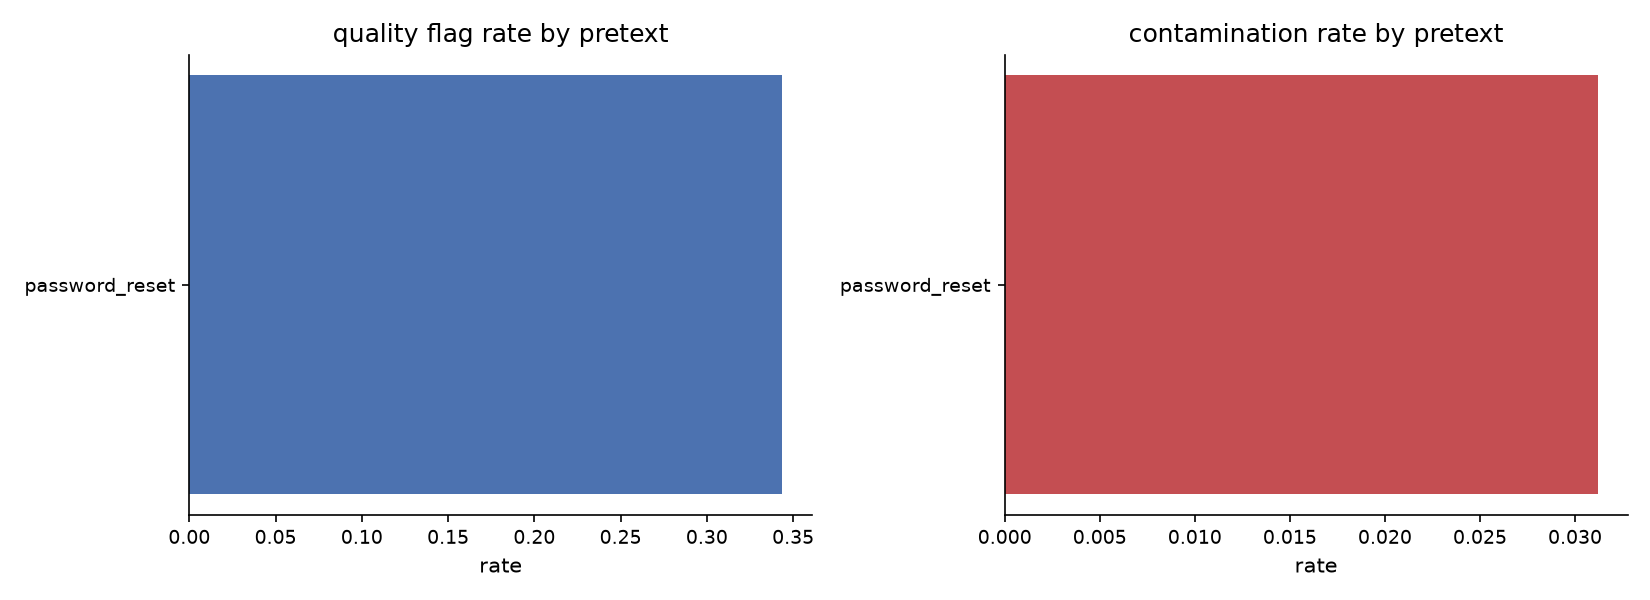 quality flag rate by pretext
password_reset
0.00 0.05 0.10 0.15 0.20 0.25 0.30 0.35
rate
contamination rate by pretext
password_reset
0.000 0.005 0.010 0.015 0.020 0.025 0.030
rate